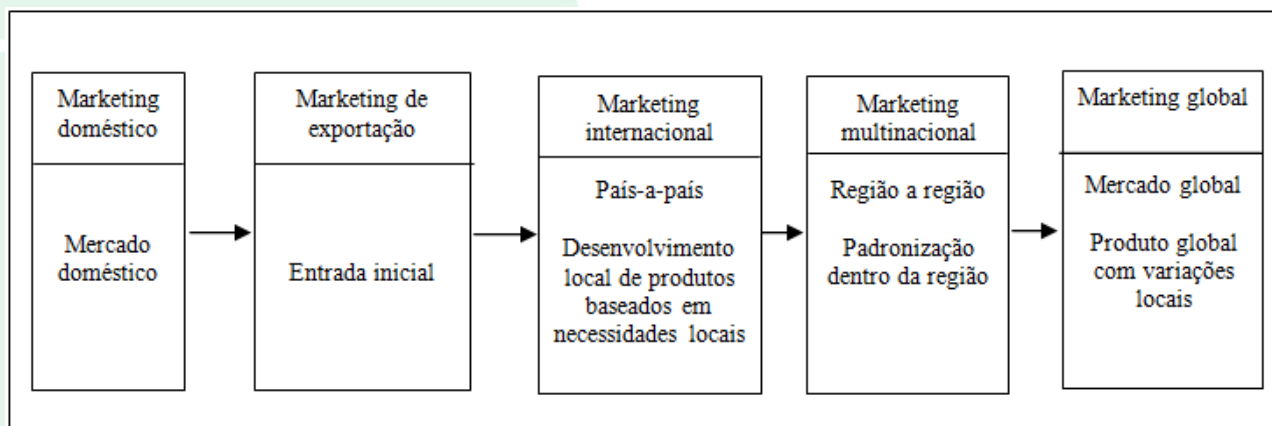 Marketing
doméstico
Mercado
doméstico
Marketing de
exportação
Entrada inicial
Marketing
internacional
País-a-país
Desenvolvimento
local de produtos
baseados em
necessidades locais
Marketing
multinacional
Região a região
Padronização
dentro da região
Marketing global
Mercado global
Produto global
com variações
locais